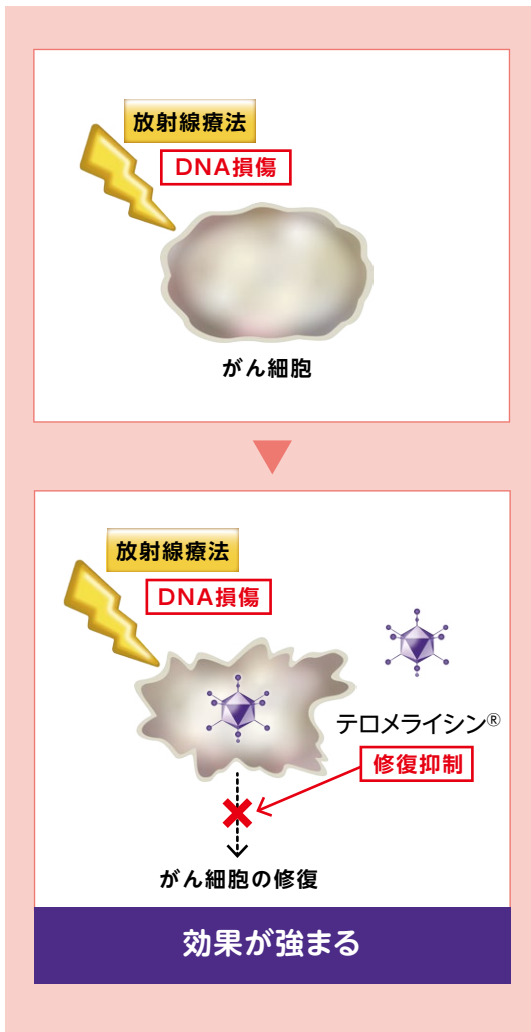 放射線療法
DNA損傷
がん細胞
放射線療法
DNA損傷
テロメライシン®
修復抑制
がん細胞の修復
効果が強まる